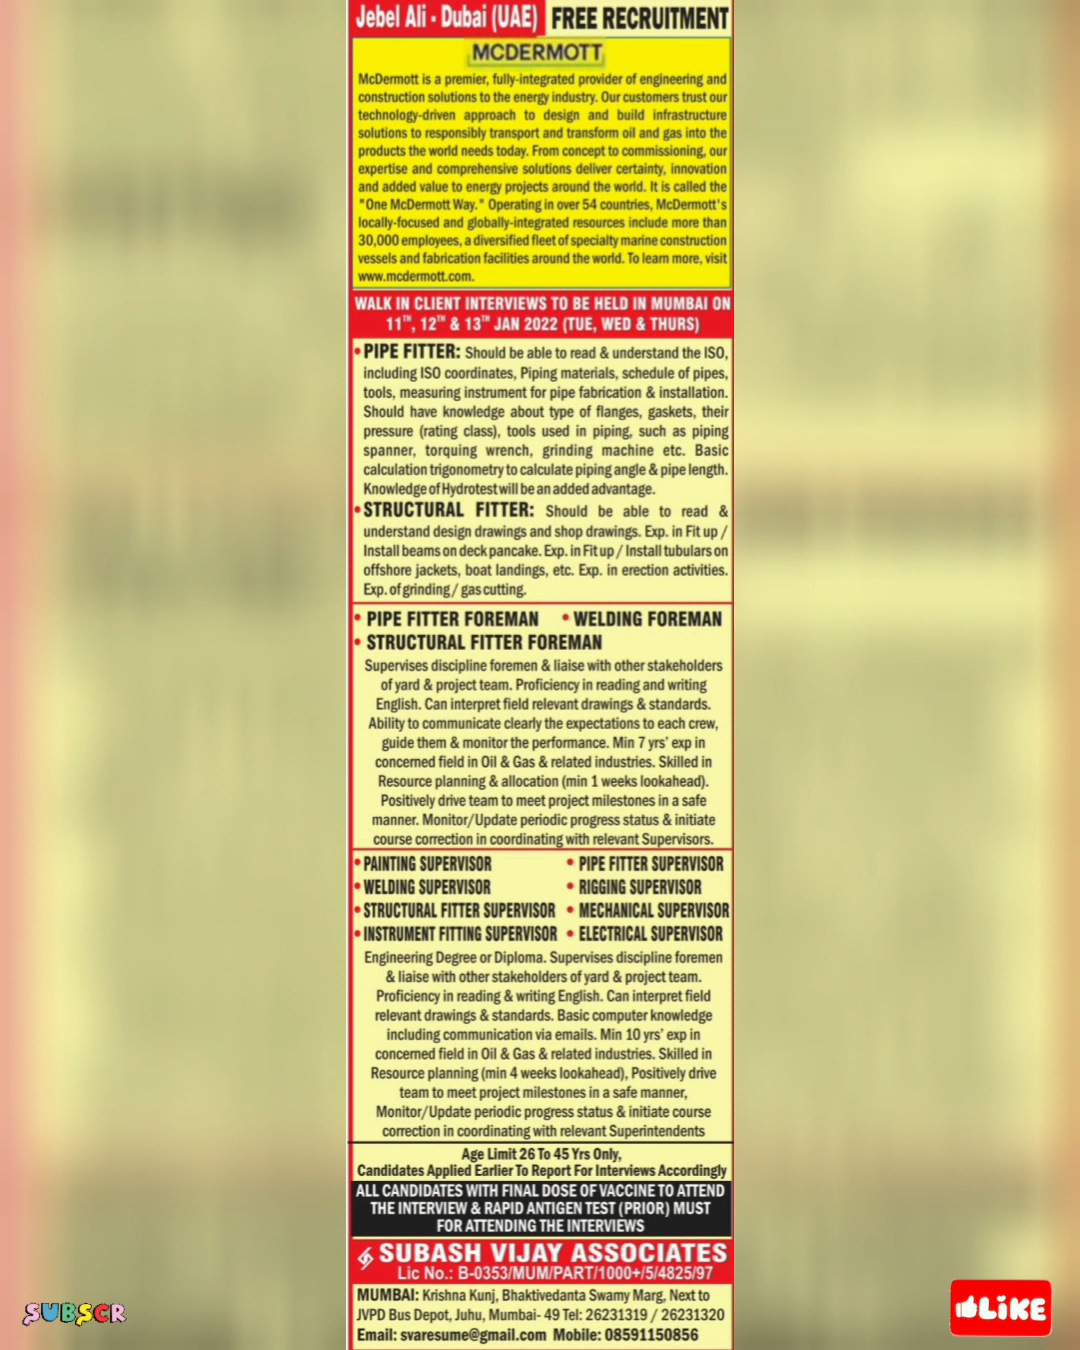 Jebel Ali - Dubai (UAE) FREE RECRUITMENT
MCDERMOTT
McDermott is a premier, fully-integrated provider of engineering and
construction solutions to the energy industry. Our customers trust our
technology-driven approach to design and build infrastructure
solutions to responsibly transport and transform oil and gas into the
products the world needs today. From concept to commissioning, our
expertise and comprehensive solutions deliver certainty, innovation
and added value to energy projects around the world. It is called the
"One McDermott Way." Operating in over 54 countries, McDermott's
locally-focused and globally-integrated resources include more than
30,000 employees, a diversified fleet of specialty marine construction
vessels and fabrication facilities around the world. To learn more, visit
www.mcdermott.com.
WALK IN CLIENT INTERVIEWS TO BE HELD IN MUMBAI ON
11TH, 12TH & 13TH JAN 2022 (TUE, WED & THURS)
• PIPE FITTER: Should be able to read & understand the ISO,
including ISO coordinates, Piping materials, schedule of pipes,
tools, measuring instrument for pipe fabrication & installation.
Should have knowledge about type of flanges, gaskets, their
pressure (rating class), tools used in piping, such as piping
spanner, torquing wrench, grinding machine etc. Basic
calculation trigonometry to calculate piping angle & pipe length.
Knowledge of Hydrotest will be an added advantage.
• STRUCTURAL FITTER: Should be able to read &
understand design drawings and shop drawings. Exp. in Fit up /
Install beams on deck pancake. Exp. in Fit up / Install tubulars on
offshore jackets, boat landings, etc. Exp. in erection activities.
Exp. of grinding / gas cutting.
• PIPE FITTER FOREMAN • WELDING FOREMAN
• STRUCTURAL FITTER FOREMAN
Supervises discipline foremen & liaise with other stakeholders
of yard & project team. Proficiency in reading and writing
English. Can interpret field relevant drawings & standards.
Ability to communicate clearly the expectations to each crew,
guide them & monitor the performance. Min 7 yrs' exp in
concerned field in Oil & Gas & related industries. Skilled in
Resource planning & allocation (min 1 weeks lookahead).
Positively drive team to meet project milestones in a safe
manner. Monitor/Update periodic progress status & initiate
course correction in coordinating with relevant Supervisors.
• PAINTING SUPERVISOR • PIPE FITTER SUPERVISOR
• WELDING SUPERVISOR • RIGGING SUPERVISOR
• STRUCTURAL FITTER SUPERVISOR • MECHANICAL SUPERVISOR
• INSTRUMENT FITTING SUPERVISOR • ELECTRICAL SUPERVISOR
Engineering Degree or Diploma. Supervises discipline foremen
& liaise with other stakeholders of yard & project team.
Proficiency in reading & writing English. Can interpret field
relevant drawings & standards. Basic computer knowledge
including communication via emails. Min 10 yrs' exp in
concerned field in Oil & Gas & related industries. Skilled in
Resource planning (min 4 weeks lookahead), Positively drive
team to meet project milestones in a safe manner,
Monitor/Update periodic progress status & initiate course
correction in coordinating with relevant Superintendents
Age Limit 26 To 45 Yrs Only,
Candidates Applied Earlier To Report For Interviews Accordingly
ALL CANDIDATES WITH FINAL DOSE OF VACCINE TO ATTEND
THE INTERVIEW & RAPID ANTIGEN TEST (PRIOR) MUST
FOR ATTENDING THE INTERVIEWS
SUBASH VIJAY ASSOCIATES
Lic No.: B-0353/MUM/PART/1000+/5/4825/97
MUMBAI: Krishna Kunj, Bhaktivedanta Swamy Marg, Next to
JVPD Bus Depot, Juhu, Mumbai- 49 Tel: 26231319 / 26231320
Email: svaresume@gmail.com Mobile: 08591150856
SUBSCR
LiKE